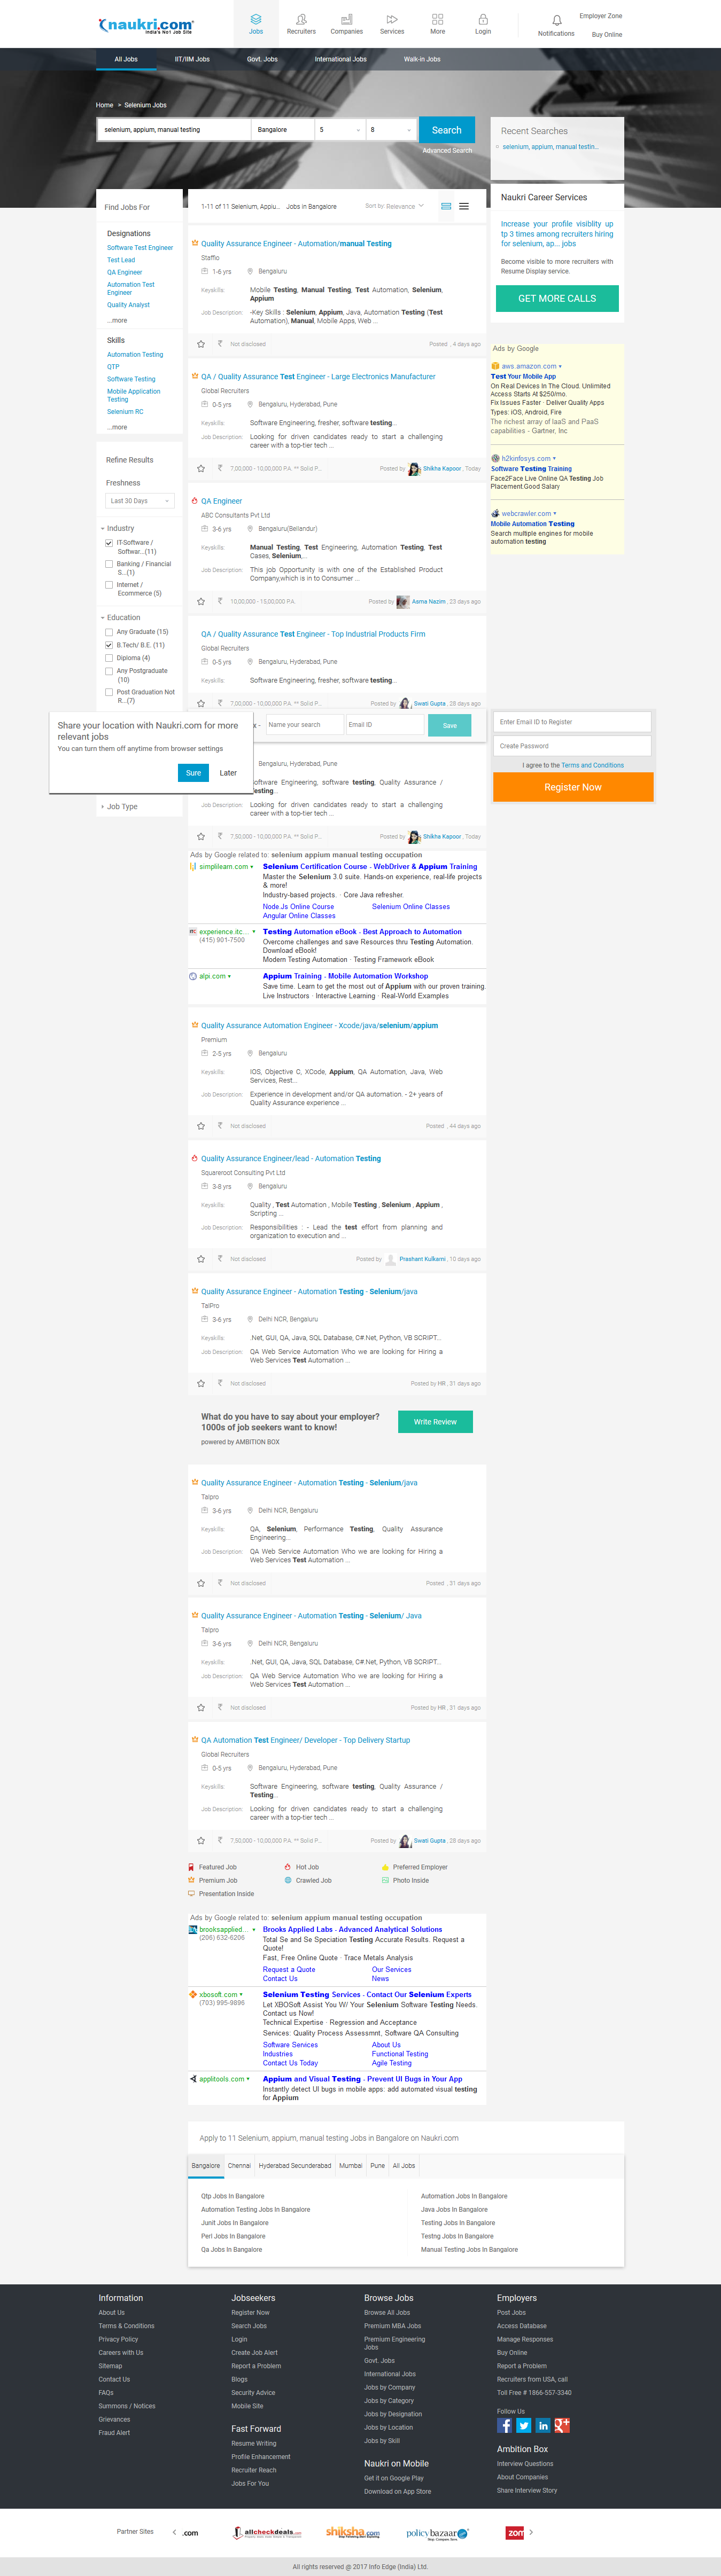 naukri.com
India's No1 Job Site
Jobs
Recruiters
Companies
Services
More
Login
Notifications
Employer Zone
Buy Online
All Jobs
IIT/IIM Jobs
Govt. Jobs
International Jobs
Walk-in Jobs
Home » Selenium Jobs
selenium, appium, manual testing
Bangalore
5
8
Search
Advanced Search
Recent Searches
selenium, appium, manual testin...
Find Jobs For
Designations
Software Test Engineer
Test Lead
QA Engineer
Automation Test
Engineer
Quality Analyst
...more
Skills
Automation Testing
QTP
Software Testing
Mobile Application
Testing
Selenium RC
...more
Refine Results
Freshness
Last 30 Days
Industry
IT-Software /
Softwar...(11)
Banking / Financial
S...(1)
Internet /
Ecommerce (5)
Education
Any Graduate (15)
B.Tech/ B.E. (11)
Diploma (4)
Any Postgraduate
(10)
Post Graduation Not
R...(7)
Share your location with Naukri.com for more
relevant jobs
You can turn them off anytime from browser settings
Sure
Later
Job Type
1-11 of 11 Selenium, Appiu... Jobs in Bangalore
Sort by: Relevance
Quality Assurance Engineer - Automation/manual Testing
Staffio
1-6 yrs Bengaluru
Keyskills: Mobile Testing, Manual Testing, Test Automation, Selenium,
Appium
Job Description: -Key Skills : Selenium, Appium, Java, Automation Testing (Test
Automation), Manual, Mobile Apps, Web ...
Not disclosed
Posted , 4 days ago
QA / Quality Assurance Test Engineer - Large Electronics Manufacturer
Global Recruiters
0-5 yrs Bengaluru, Hyderabad, Pune
Keyskills: Software Engineering, fresher, software testing...
Job Description: Looking for driven candidates ready to start a challenging
career with a top-tier tech ...
7,00,000 - 10,00,000 P.A. ** Solid P...
Posted by Shikha Kapoor , Today
QA Engineer
ABC Consultants Pvt Ltd
3-6 yrs Bengaluru(Bellandur)
Keyskills: Manual Testing, Test Engineering, Automation Testing, Test
Cases, Selenium,...
Job Description: This job Opportunity is with one of the Established Product
Company,which is in to Consumer ...
10,00,000 - 15,00,000 P.A.
Posted by Asma Nazim , 23 days ago
QA / Quality Assurance Test Engineer - Top Industrial Products Firm
Global Recruiters
0-5 yrs Bengaluru, Hyderabad, Pune
Keyskills: Software Engineering, fresher, software testing...
7,00,000 - 10,00,000 P.A. ** Solid P...
Posted by Swati Gupta , 28 days ago
x -
Name your search
Email ID
Save
Bengaluru, Hyderabad, Pune
oftware Engineering, software testing, Quality Assurance /
esting...
Job Description: Looking for driven candidates ready to start a challenging
career with a top-tier tech ...
7,50,000 - 10,00,000 P.A. ** Solid P...
Posted by Shikha Kapoor , Today
Ads by Google related to: selenium appium manual testing occupation
simplilearn.com
Selenium Certification Course - WebDriver & Appium Training
Master the Selenium 3.0 suite. Hands-on experience, real-life projects
& more!
Industry-based projects. · Core Java refresher.
Node.Js Online Course
Selenium Online Classes
Angular Online Classes
experience.itc...
(415) 901-7500
Testing Automation eBook - Best Approach to Automation
Overcome challenges and save Resources thru Testing Automation.
Download eBook!
Modern Testing Automation · Testing Framework eBook
alpi.com
Appium Training - Mobile Automation Workshop
Save time. Learn to get the most out of Appium with our proven training.
Live Instructors · Interactive Learning · Real-World Examples
Quality Assurance Automation Engineer - Xcode/java/selenium/appium
Premium
2-5 yrs Bengaluru
Keyskills: IOS, Objective C, XCode, Appium, QA Automation, Java, Web
Services, Rest...
Job Description: Experience in development and/or QA automation. - 2+ years of
Quality Assurance experience ...
Not disclosed
Posted , 44 days ago
Quality Assurance Engineer/lead - Automation Testing
Squareroot Consulting Pvt Ltd
3-8 yrs Bengaluru
Keyskills: Quality , Test Automation , Mobile Testing , Selenium , Appium ,
Scripting ...
Job Description: Responsibilities : - Lead the test effort from planning and
organization to execution and ...
Not disclosed
Posted by Prashant Kulkarni , 10 days ago
Quality Assurance Engineer - Automation Testing - Selenium/java
TalPro
3-6 yrs Delhi NCR, Bengaluru
Keyskills: .Net, GUI, QA, Java, SQL Database, C#.Net, Python, VB SCRIPT...
Job Description: QA Web Service Automation Who we are looking for Hiring a
Web Services Test Automation ...
Not disclosed
Posted by HR , 31 days ago
What do you have to say about your employer?
1000s of job seekers want to know!
powered by AMBITION BOX
Write Review
Quality Assurance Engineer - Automation Testing - Selenium/java
Talpro
3-6 yrs Delhi NCR, Bengaluru
Keyskills: QA, Selenium, Performance Testing, Quality Assurance
Engineering...
Job Description: QA Web Service Automation Who we are looking for Hiring a
Web Services Test Automation ...
Not disclosed
Posted , 31 days ago
Quality Assurance Engineer - Automation Testing - Selenium/ Java
Talpro
3-6 yrs Delhi NCR, Bengaluru
Keyskills: .Net, GUI, QA, Java, SQL Database, C#.Net, Python, VB SCRIPT...
Job Description: QA Web Service Automation Who we are looking for Hiring a
Web Services Test Automation ...
Not disclosed
Posted by HR , 31 days ago
QA Automation Test Engineer/ Developer - Top Delivery Startup
Global Recruiters
0-5 yrs Bengaluru, Hyderabad, Pune
Keyskills: Software Engineering, software testing, Quality Assurance /
Testing...
Job Description: Looking for driven candidates ready to start a challenging
career with a top-tier tech ...
7,50,000 - 10,00,000 P.A. ** Solid P...
Posted by Swati Gupta , 28 days ago
Featured Job
Hot Job
Preferred Employer
Premium Job
Crawled Job
Photo Inside
Presentation Inside
Ads by Google related to: selenium appium manual testing occupation
brooksapplied...
(206) 632-6206
Brooks Applied Labs - Advanced Analytical Solutions
Total Se and Se Speciation Testing Accurate Results. Request a
Quote!
Fast, Free Online Quote · Trace Metals Analysis
Request a Quote
Our Services
Contact Us
News
xbosoft.com
(703) 995-9896
Selenium Testing Services - Contact Our Selenium Experts
Let XBOSoft Assist You W/ Your Selenium Software Testing Needs.
Contact us Now!
Technical Expertise · Regression and Acceptance
Services: Quality Process Assessmnt, Software QA Consulting
Software Services
About Us
Industries
Functional Testing
Contact Us Today
Agile Testing
applitools.com
Appium and Visual Testing - Prevent UI Bugs in Your App
Instantly detect UI bugs in mobile apps: add automated visual testing
for Appium
Naukri Career Services
Increase your profile visiblity up
tp 3 times among recruiters hiring
for selenium, ap... jobs
Become visible to more recruiters with
Resume Display service.
GET MORE CALLS
Ads by Google
aws.amazon.com
Test Your Mobile App
On Real Devices In The Cloud. Unlimited
Access Starts At $250/mo.
Fix Issues Faster · Deliver Quality Apps
Types: iOS, Android, Fire
The richest array of IaaS and PaaS
capabilities - Gartner, Inc
h2kinfosys.com
Software Testing Training
Face2Face Live Online QA Testing Job
Placement.Good Salary
webcrawler.com
Mobile Automation Testing
Search multiple engines for mobile
automation testing
Enter Email ID to Register
Create Password
I agree to the Terms and Conditions
Register Now
Apply to 11 Selenium, appium, manual testing Jobs in Bangalore on Naukri.com
Bangalore
Chennai
Hyderabad Secunderabad
Mumbai
Pune
All Jobs
Qtp Jobs In Bangalore
Automation Jobs In Bangalore
Automation Testing Jobs In Bangalore
Java Jobs In Bangalore
Junit Jobs In Bangalore
Testing Jobs In Bangalore
Perl Jobs In Bangalore
Testng Jobs In Bangalore
Qa Jobs In Bangalore
Manual Testing Jobs In Bangalore
Information
About Us
Terms & Conditions
Privacy Policy
Careers with Us
Sitemap
Contact Us
FAQs
Summons / Notices
Grievances
Fraud Alert
Jobseekers
Register Now
Search Jobs
Login
Create Job Alert
Report a Problem
Blogs
Security Advice
Mobile Site
Fast Forward
Resume Writing
Profile Enhancement
Recruiter Reach
Jobs For You
Browse Jobs
Browse All Jobs
Premium MBA Jobs
Premium Engineering
Jobs
Govt. Jobs
International Jobs
Jobs by Company
Jobs by Category
Jobs by Designation
Jobs by Location
Jobs by Skill
Naukri on Mobile
Get it on Google Play
Download on App Store
Employers
Post Jobs
Access Database
Manage Responses
Buy Online
Report a Problem
Recruiters from USA, call
Toll Free # 1866-557-3340
Follow Us
Ambition Box
Interview Questions
About Companies
Share Interview Story
Partner Sites
.com
allcheckdeals.com
shiksha.com
policybazaar
zom
All rights reserved @ 2017 Info Edge (India) Ltd.